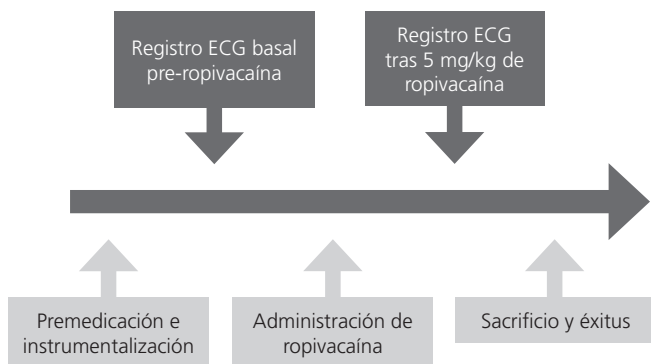 Registro ECG basal
pre-ropivacaína
Registro ECG
tras 5 mg/kg de
ropivacaína
Premedicación e
instrumentalización
Administración de
ropivacaína
Sacrificio y éxitus